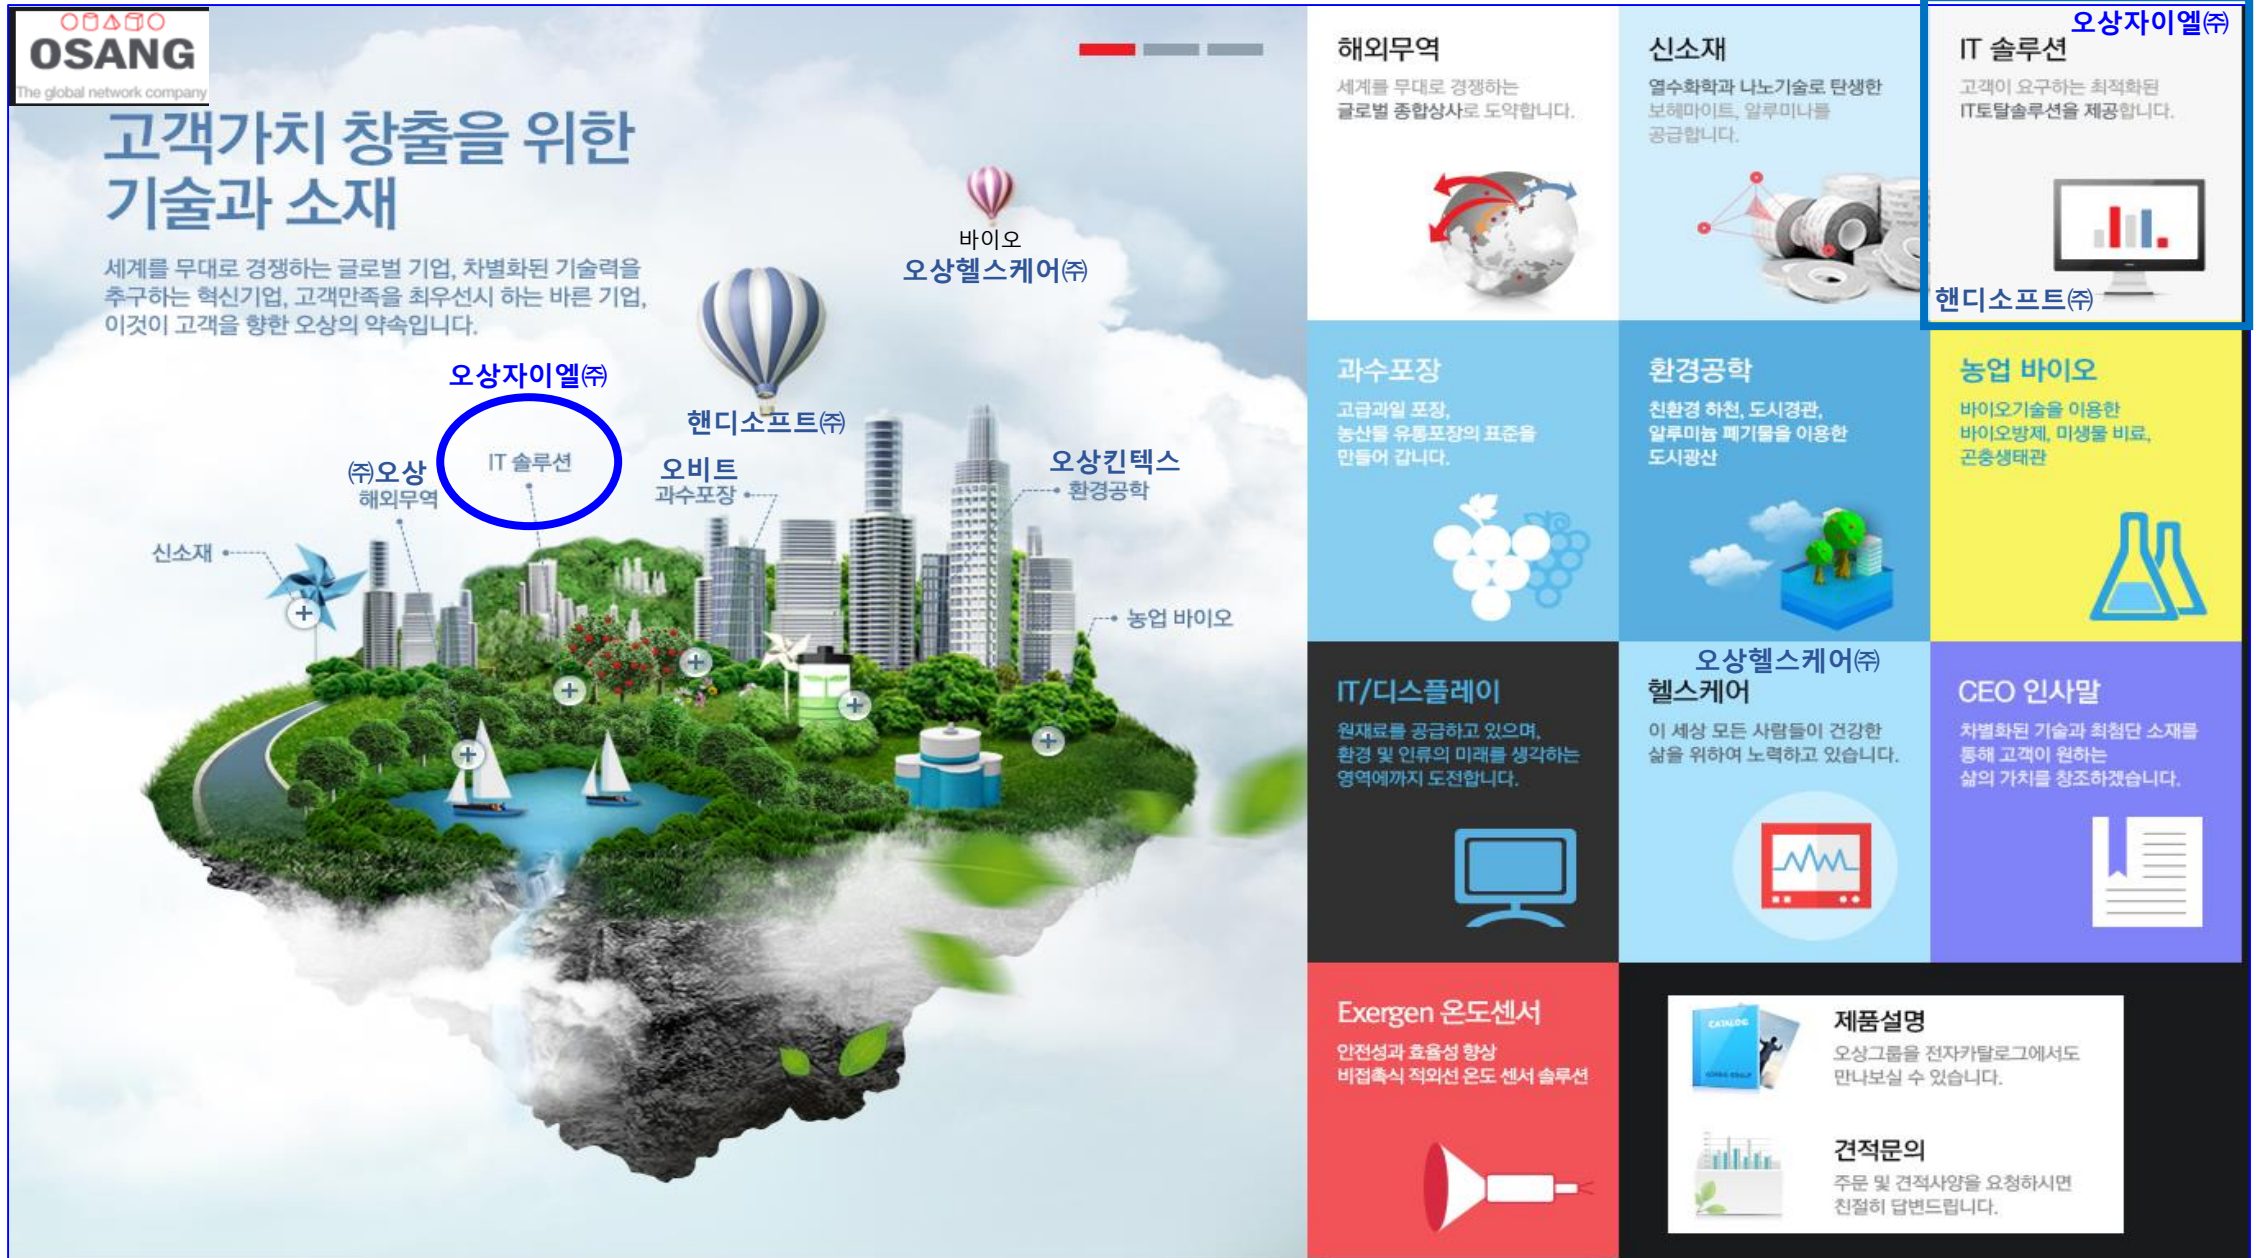 OSANG
The global network company
고객가치 창출을 위한
기술과 소재
세계를 무대로 경쟁하는 글로벌 기업, 차별화된 기술력을
추구하는 혁신기업, 고객만족을 최우선시 하는 바른 기업,
이것이 고객을 향한 오상의 약속입니다.
바이오
오상헬스케어㈜
오상자이엘㈜
핸디소프트㈜
㈜오상
해외무역
IT 솔루션
오비트
과수포장
오상킨텍스
환경공학
신소재
농업 바이오
해외무역
세계를 무대로 경쟁하는
글로벌 종합상사로 도약합니다.
신소재
열수화학과 나노기술로 탄생한
보헤마이트, 알루미나를
공급합니다.
오상자이엘㈜
IT 솔루션
고객이 요구하는 최적화된
IT토탈솔루션을 제공합니다.
핸디소프트㈜
과수포장
고급과일 포장,
농산물 유통포장의 표준을
만들어 갑니다.
환경공학
친환경 하천, 도시경관,
알루미늄 폐기물을 이용한
도시광산
농업 바이오
바이오기술을 이용한
바이오방제, 미생물 비료,
곤충생태관
IT/디스플레이
원재료를 공급하고 있으며,
환경 및 인류의 미래를 생각하는
영역에까지 도전합니다.
오상헬스케어㈜
헬스케어
이 세상 모든 사람들이 건강한
삶을 위하여 노력하고 있습니다.
CEO 인사말
차별화된 기술과 최첨단 소재를
통해 고객이 원하는
삶의 가치를 창조하겠습니다.
Exergen 온도센서
안전성과 효율성 향상
비접촉식 적외선 온도 센서 솔루션
CATALOG
제품설명
오상그룹을 전자카탈로그에서도
만나보실 수 있습니다.
견적문의
주문 및 견적사양을 요청하시면
친절히 답변드립니다.